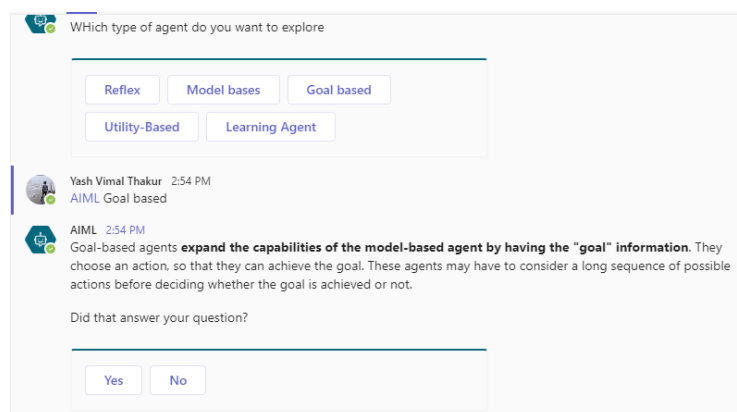 WHich type of agent do you want to explore
Reflex Model bases Goal based
Utility-Based Learning Agent
Yash Vimal Thakur 2:54 PM
AIML Goal based
AIML 2:54 PM
Goal-based agents expand the capabilities of the model-based agent by having the "goal" information. They
choose an action, so that they can achieve the goal. These agents may have to consider a long sequence of possible
actions before deciding whether the goal is achieved or not.
Did that answer your question?
Yes No